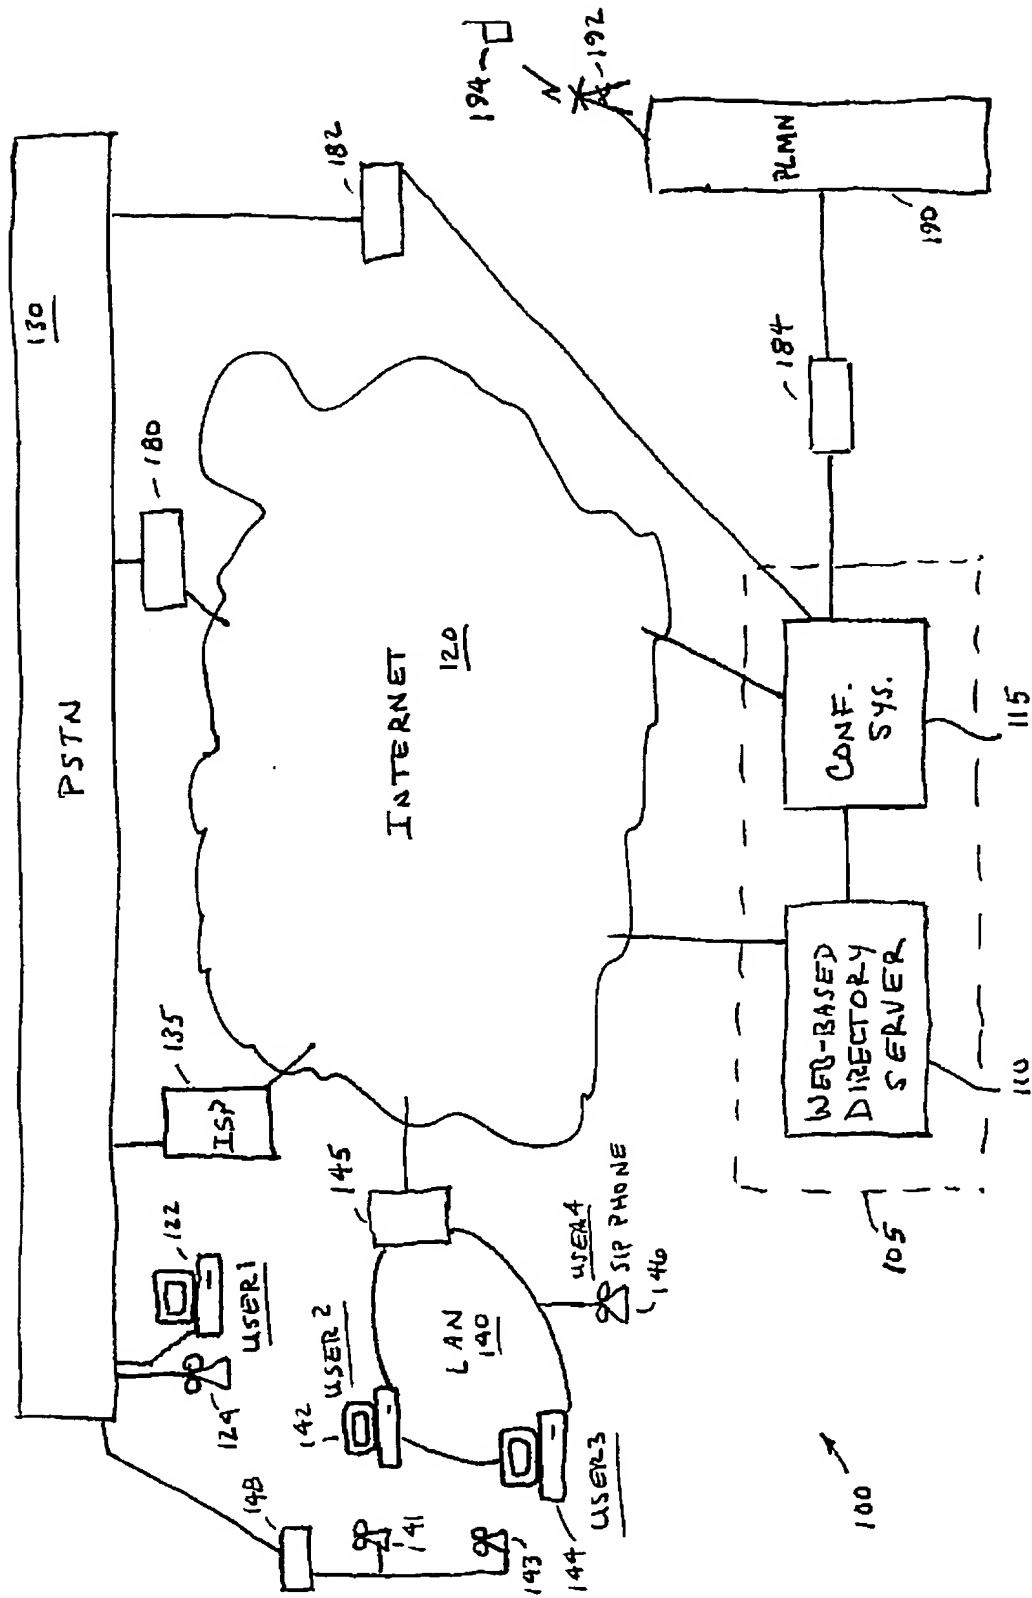 PSTN
130
148
124
122
USER1
ISP
135
180
182
141
143
142
USER 2
144
USER3
LAN
140
145
USER4
SIP PHONE
146
INTERNET
120
105
WEB-BASED
DIRECTORY
SERVER
110
CONF.
SYS.
115
184
PLMN
190
192
194
N
100